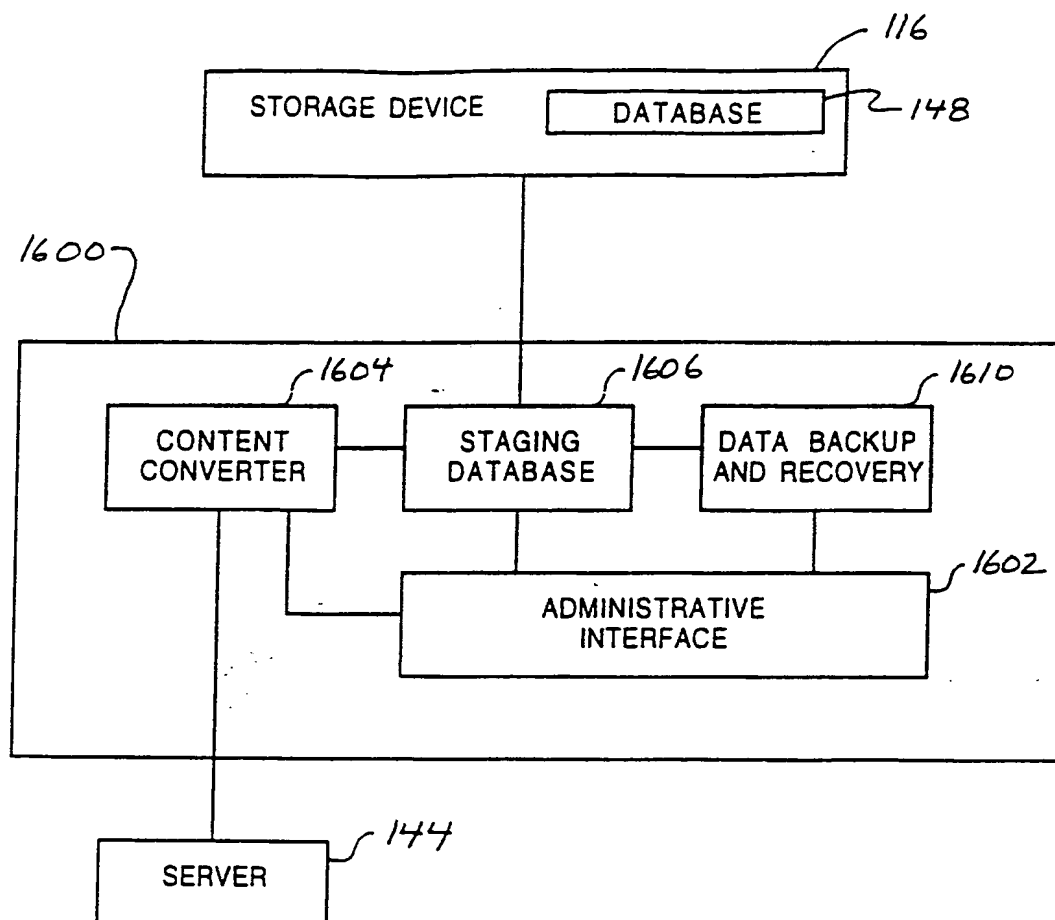 116
STORAGE DEVICE
DATABASE
148
1600
1604
1606
1610
CONTENT
CONVERTER
STAGING
DATABASE
DATA BACKUP
AND RECOVERY
1602
ADMINISTRATIVE
INTERFACE
144
SERVER